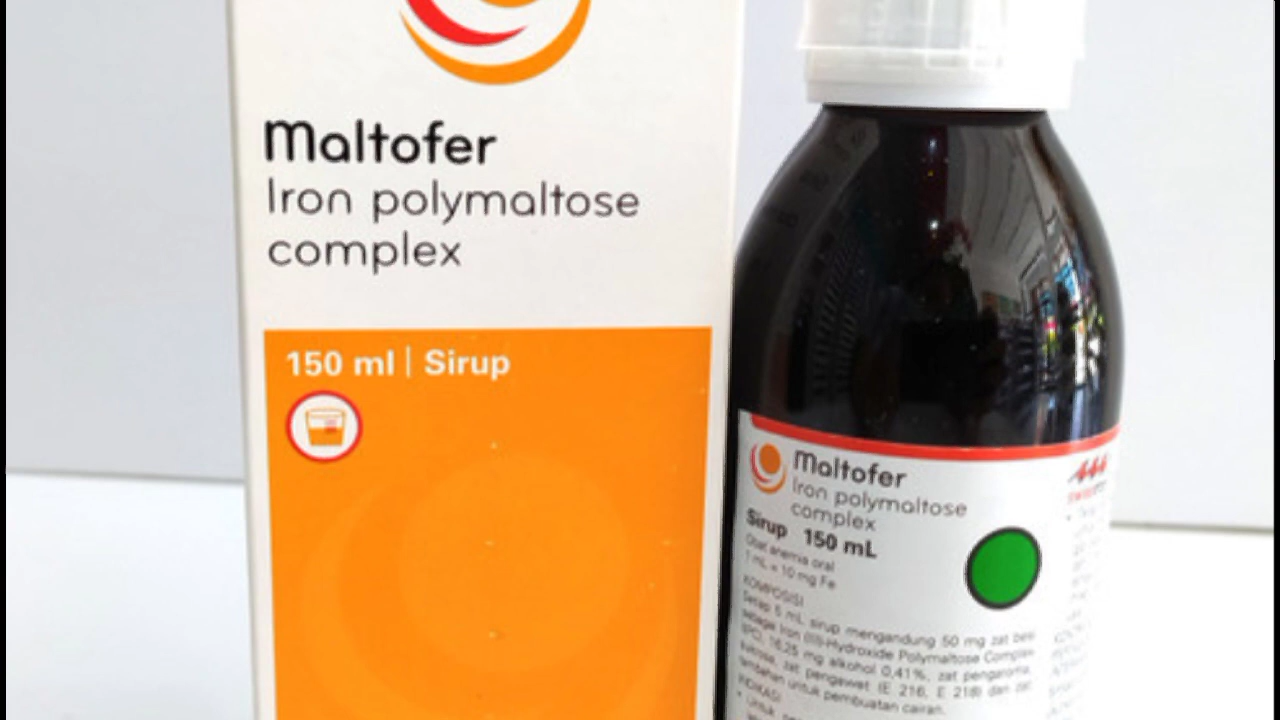 Maltofer
Iron polymaltose
complex
150 ml | Sirup
Maltofer
Iron polymaltose
complex
Sirup 150 mL
Obat anemia oral
1 mL = 10 mg Fe
KOMPOSISI
Setiap 5 mL sirup mengandung 50 mg zat besi
sebagai Iron (III)-Hydroxide Polymaltose Complex
(IPC), 16,25 mg alkohol 0,41%, zat pengaroma,
sukrosa, zat pengawet (E 216, E 218) dan zat
tambahan untuk pembuatan cairan.
INDIKASI
Untuk